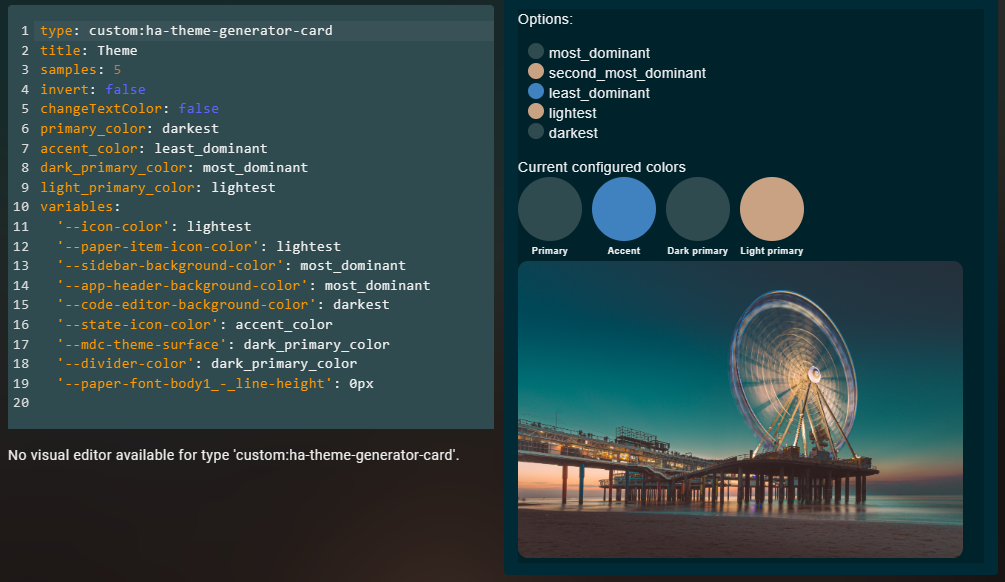 1 type: custom:ha-theme-generator-card
2 title: Theme
3 samples: 5
4 invert: false
5 changeTextColor: false
6 primary_color: darkest
7 accent_color: least_dominant
8 dark_primary_color: most_dominant
9 light_primary_color: lightest
10 variables:
11 '--icon-color': lightest
12 '--paper-item-icon-color': lightest
13 '--sidebar-background-color': most_dominant
14 '--app-header-background-color': most_dominant
15 '--code-editor-background-color': darkest
16 '--state-icon-color': accent_color
17 '--mdc-theme-surface': dark_primary_color
18 '--divider-color': dark_primary_color
19 '--paper-font-body1_-_line-height': 0px
20
No visual editor available for type 'custom:ha-theme-generator-card'.
Options:
most_dominant
second_most_dominant
least_dominant
lightest
darkest
Current configured colors
Primary Accent Dark primary Light primary